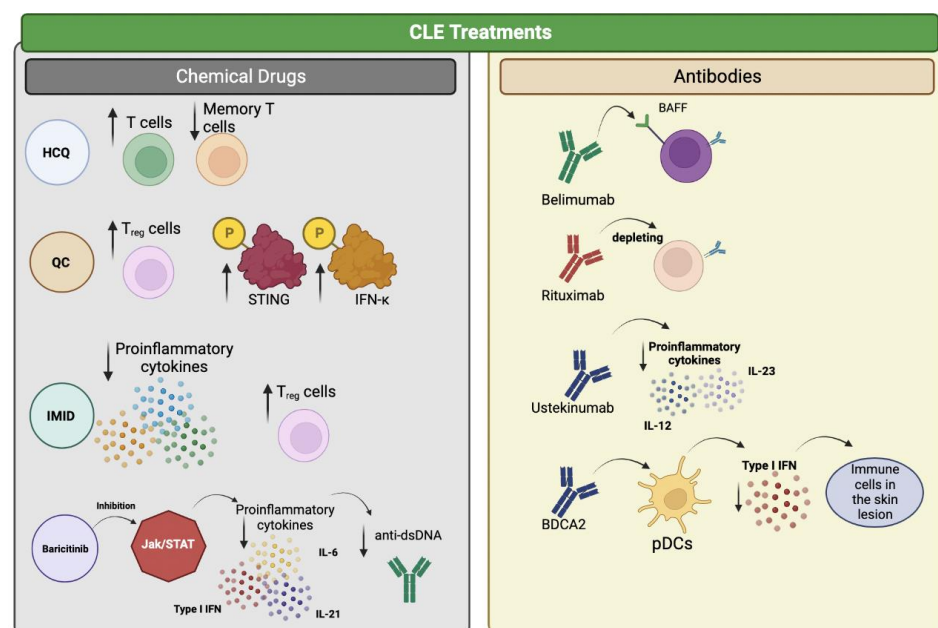 CLE Treatments
Chemical Drugs
HCQ
T cells
Memory T
cells
QC
Treg cells
P
STING
P
IFN-κ
IMID
Proinflammatory
cytokines
Treg cells
Baricitinib
Inhibition
Jak/STAT
Proinflammatory
cytokines
IL-6
Type I IFN
IL-21
anti-dsDNA
Antibodies
Belimumab
BAFF
Rituximab
depleting
Ustekinumab
Proinflammatory
cytokines
IL-23
IL-12
BDCA2
pDCs
Type I IFN
Immune
cells in
the skin
lesion